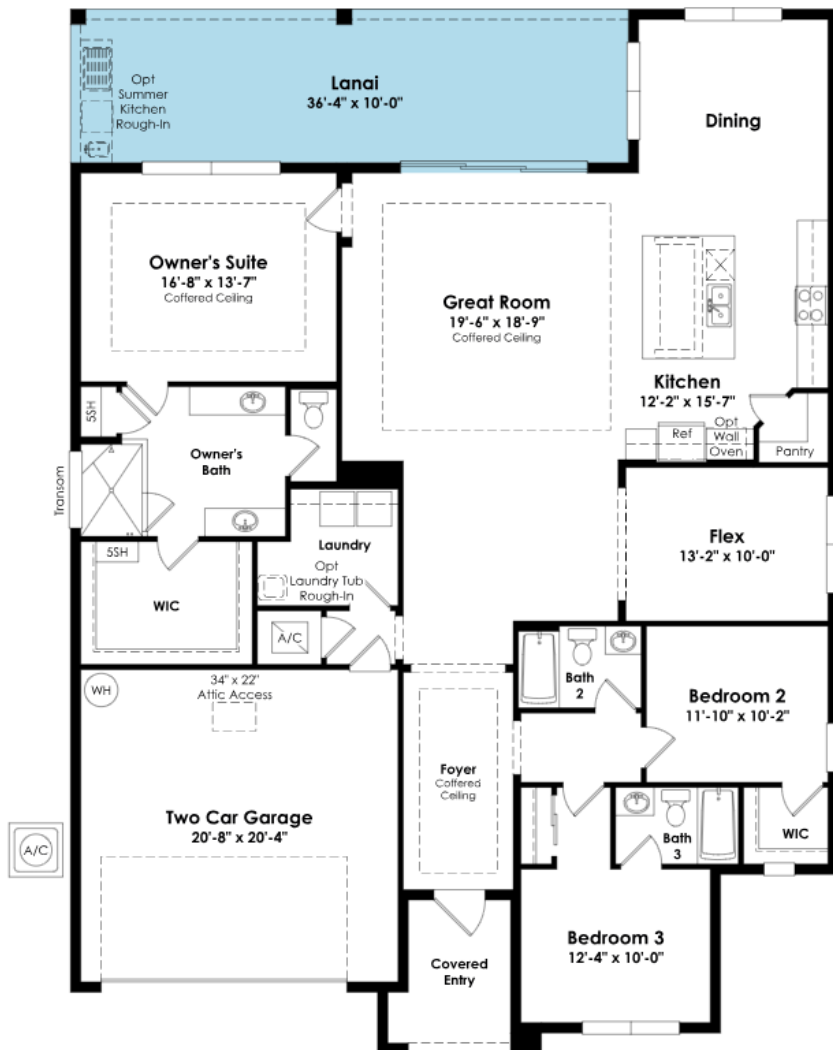 Lanai
36'-4" x 10'-0"
Opt
Summer
Kitchen
Rough-In
Dining
Owner's Suite
16'-8" x 13'-7"
Coffered Ceiling
Great Room
19'-6" x 18'-9"
Coffered Ceiling
Kitchen
12'-2" x 15'-7"
Ref
Opt
Wall
Oven
Pantry
5SH
Owner's
Bath
Transom
5SH
WIC
Laundry
Opt
Laundry Tub
Rough-In
A/C
Flex
13'-2" x 10'-0"
WH
34" x 22"
Attic Access
Bath
2
Bedroom 2
11'-10" x 10'-2"
Foyer
Coffered
Ceiling
Two Car Garage
20'-8" x 20'-4"
A/C
Bath
3
WIC
Bedroom 3
12'-4" x 10'-0"
Covered
Entry